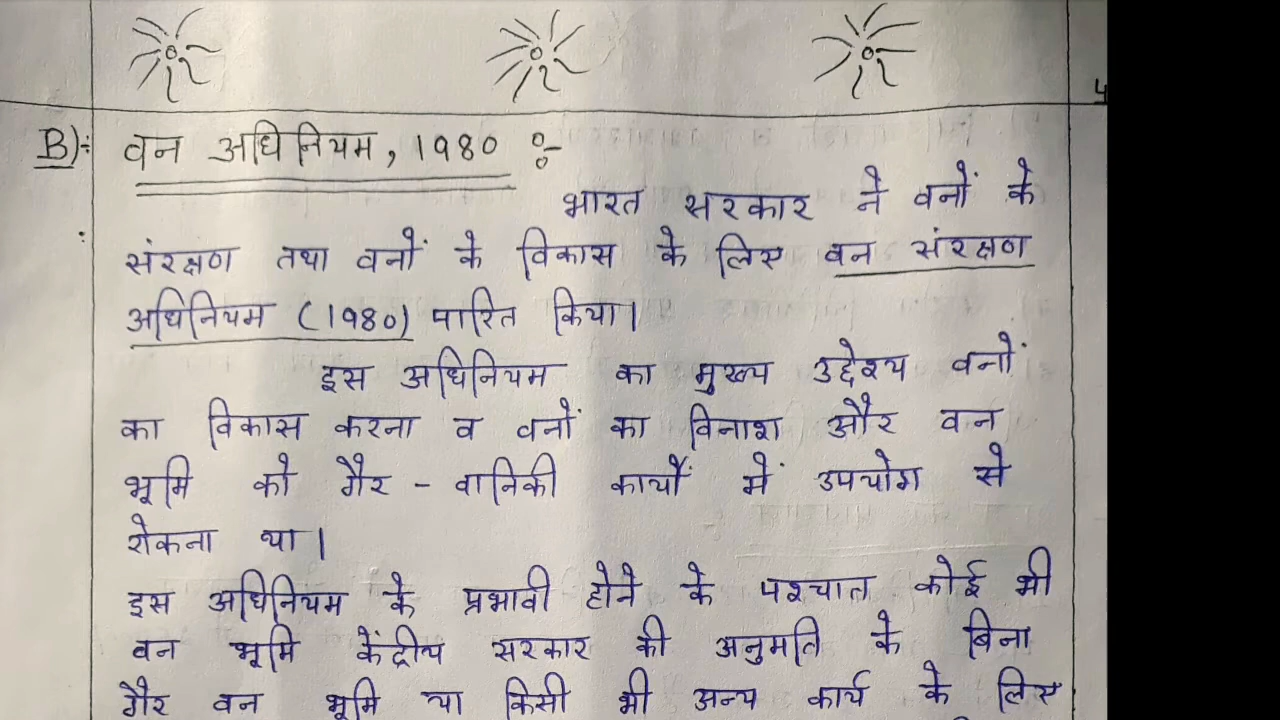 B):- वन अधिनियम, 1980 :-
भारत सरकार ने वनों के
संरक्षण तथा वनों के विकास के लिए वन संरक्षण
अधिनियम (1980) पारित किया।
इस अधिनियम का मुख्य उद्देश्य वनों
का विकास करना व वनों का विनाश और वन
भूमि को गैर - वानिकी कार्यों में उपयोग से
रोकना था।
इस अधिनियम के प्रभावी होने के पश्चात कोई भी
वन भूमि केंद्रीय सरकार की अनुमति के बिना
गैर वन भूमि या किसी भी अन्य कार्य के लिए